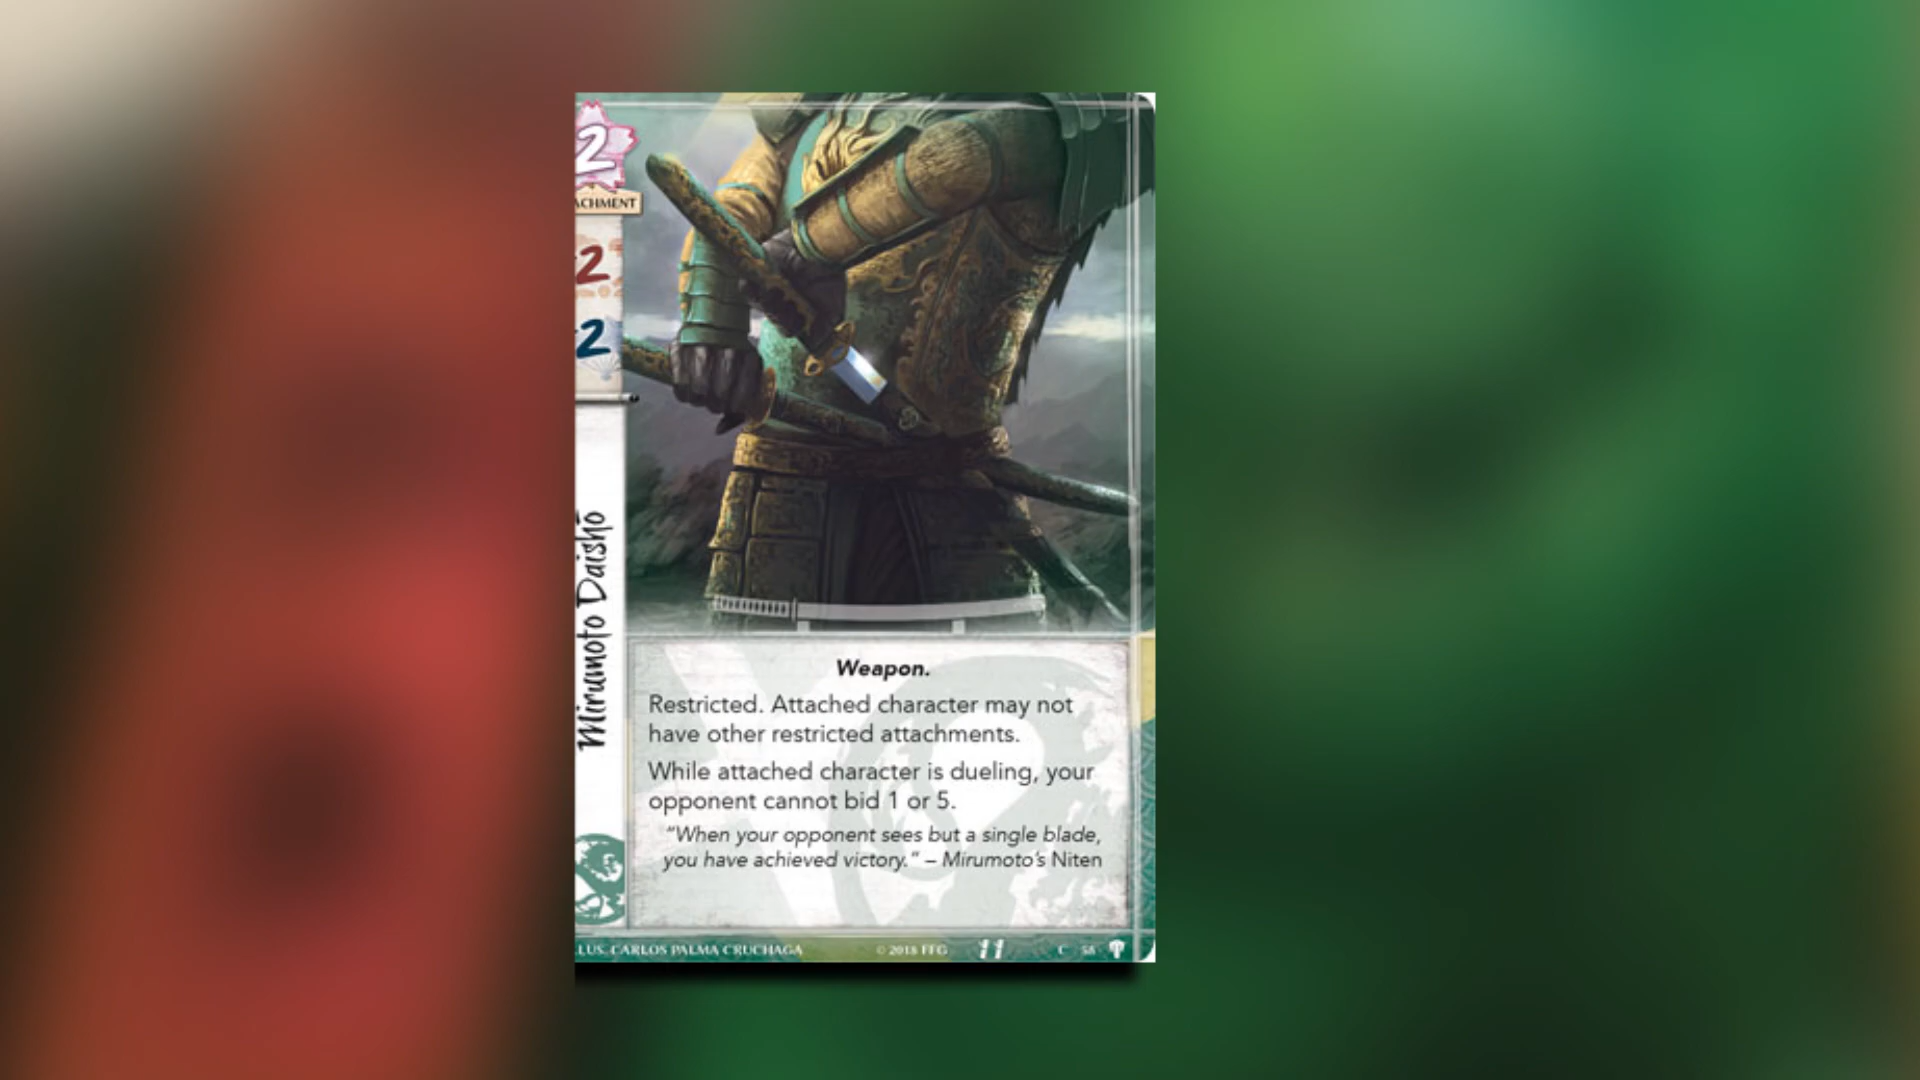 2
ACHMENT
2
2
Mirumoto Daishō
Weapon.
Restricted. Attached character may not
have other restricted attachments.
While attached character is dueling, your
opponent cannot bid 1 or 5.
"When your opponent sees but a single blade,
you have achieved victory." – Mirumoto's Niten
LLUS. CARLOS PALMA CRUCHAGA
© 2018 FFG
C 58